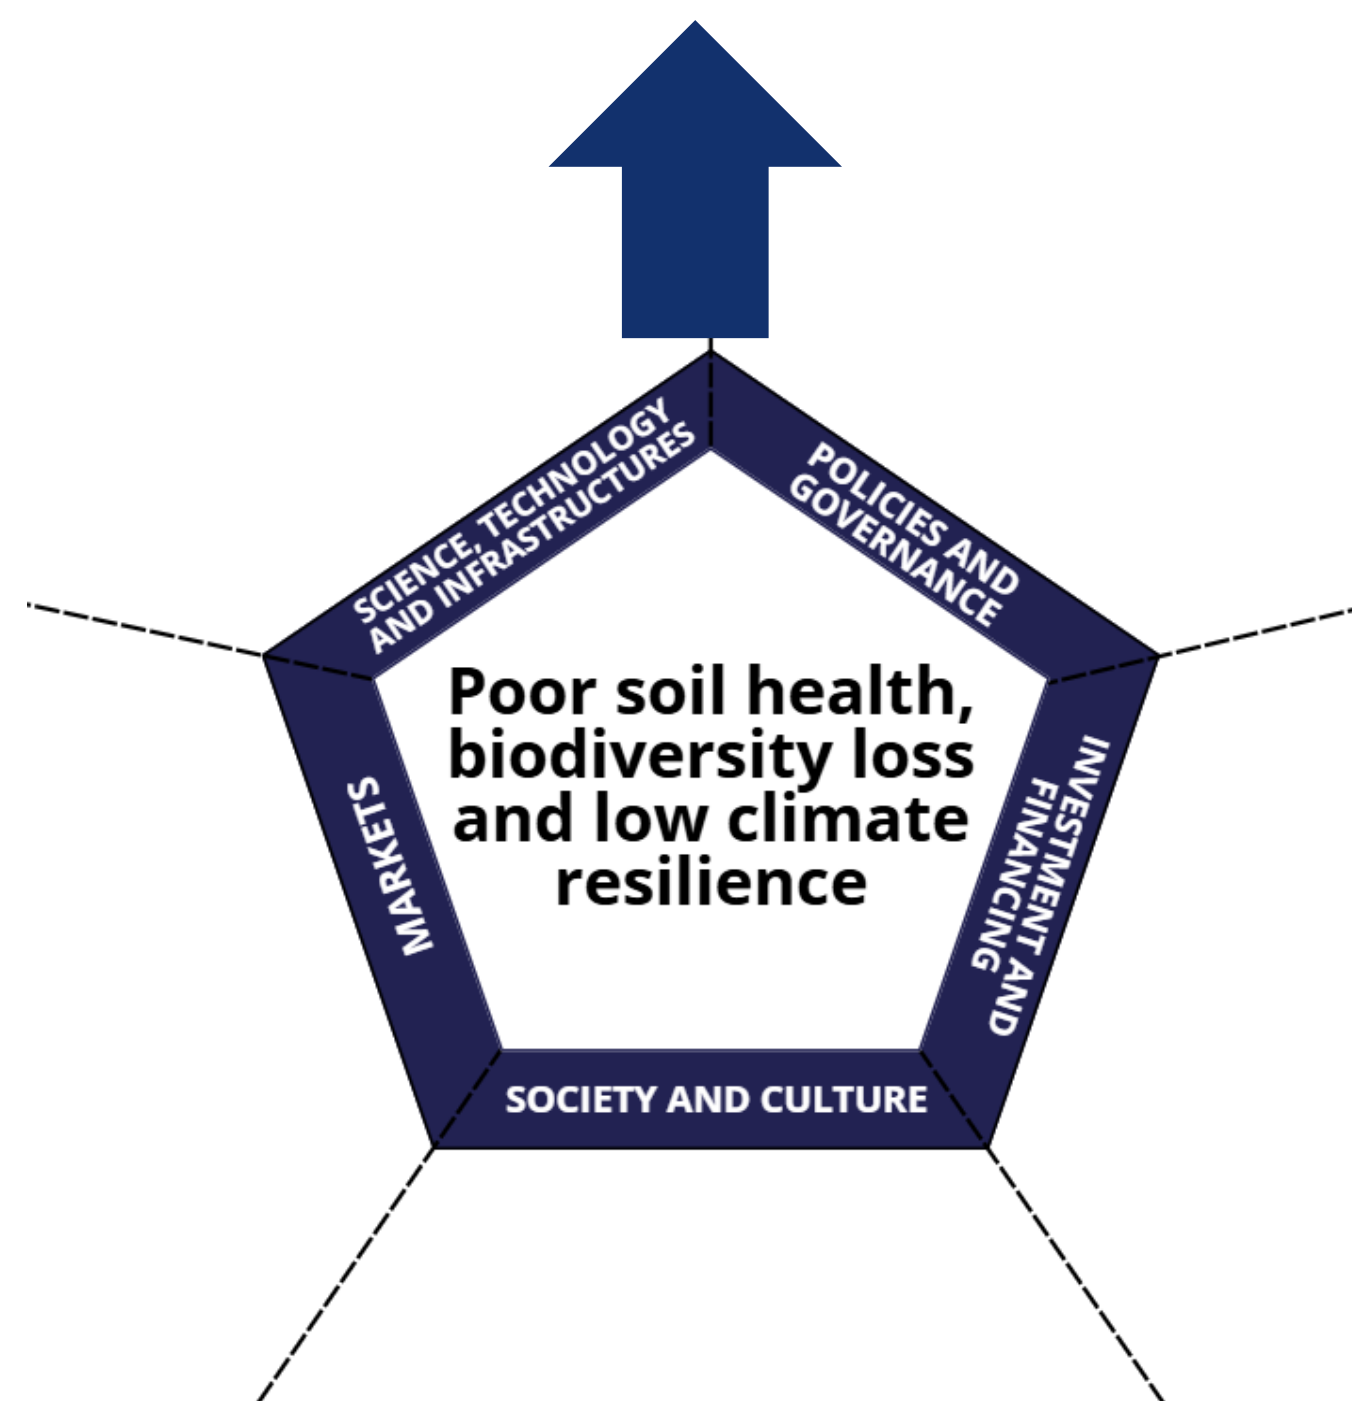 SCIENCE, TECHNOLOGY
AND INFRASTRUCTURES
POLICIES AND
GOVERNANCE
Poor soil health,
biodiversity loss
and low climate
resilience
MARKETS
INVESTMENT AND
FINANCING
SOCIETY AND CULTURE